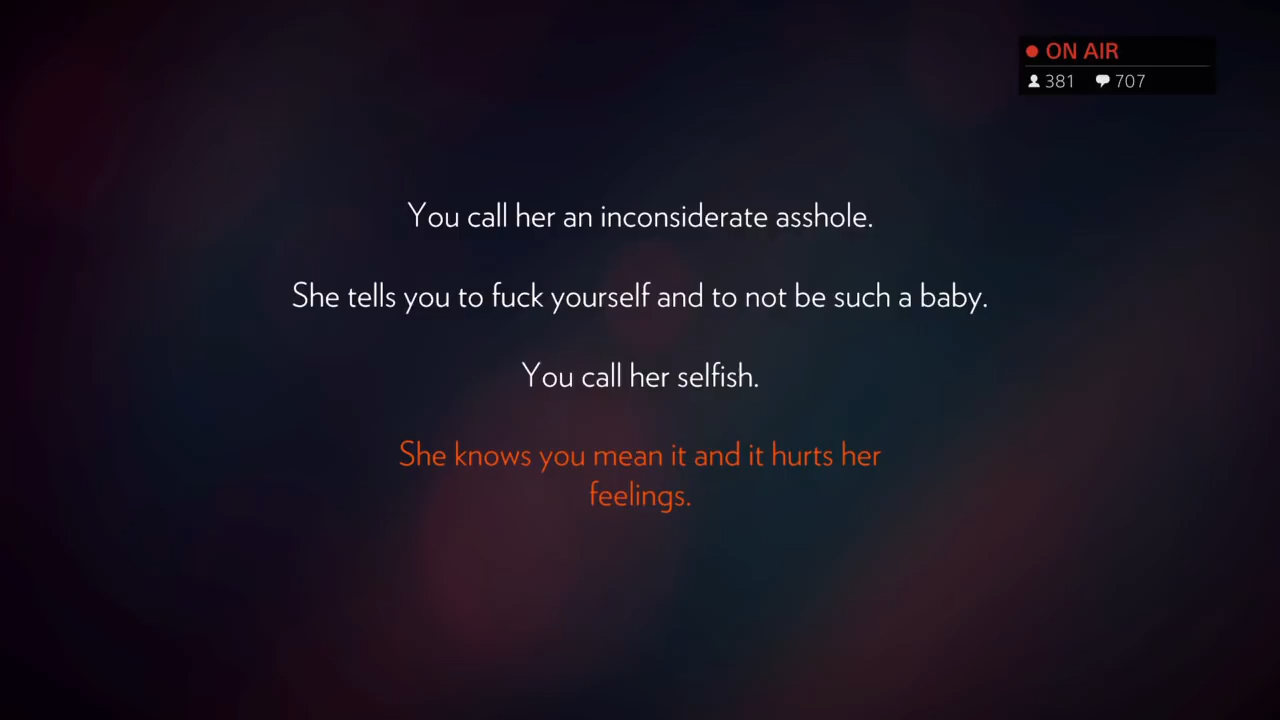 ON AIR
381 707
You call her an inconsiderate asshole.
She tells you to fuck yourself and to not be such a baby.
You call her selfish.
She knows you mean it and it hurts her
feelings.